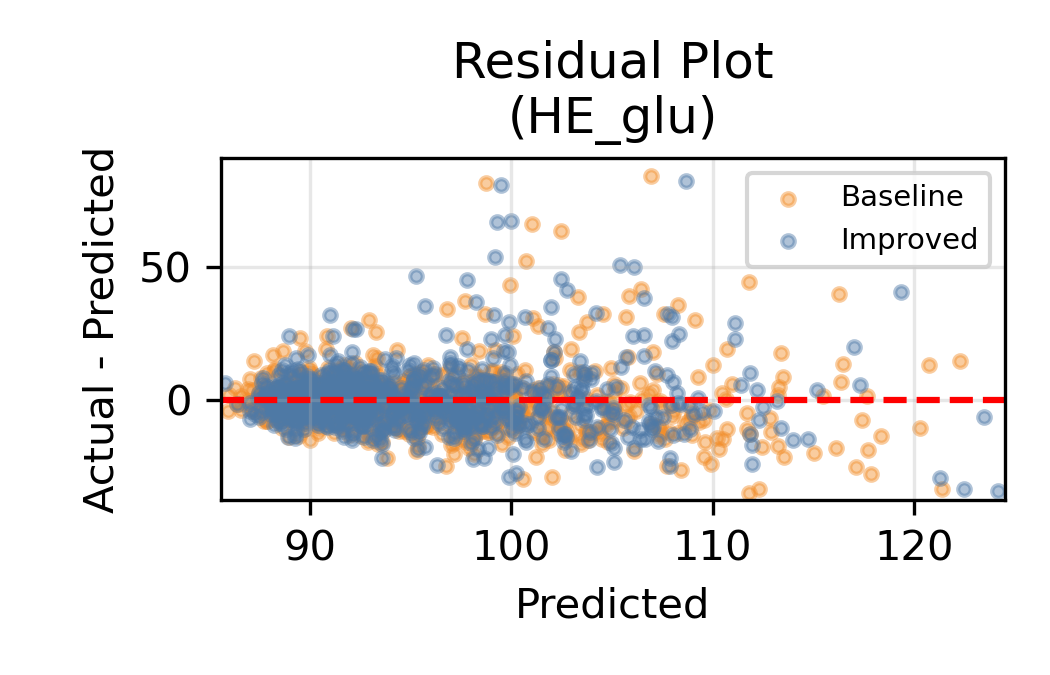 Residual Plot
(HE_glu)
Actual - Predicted
50
0
Baseline
Improved
90
100
110
120
Predicted